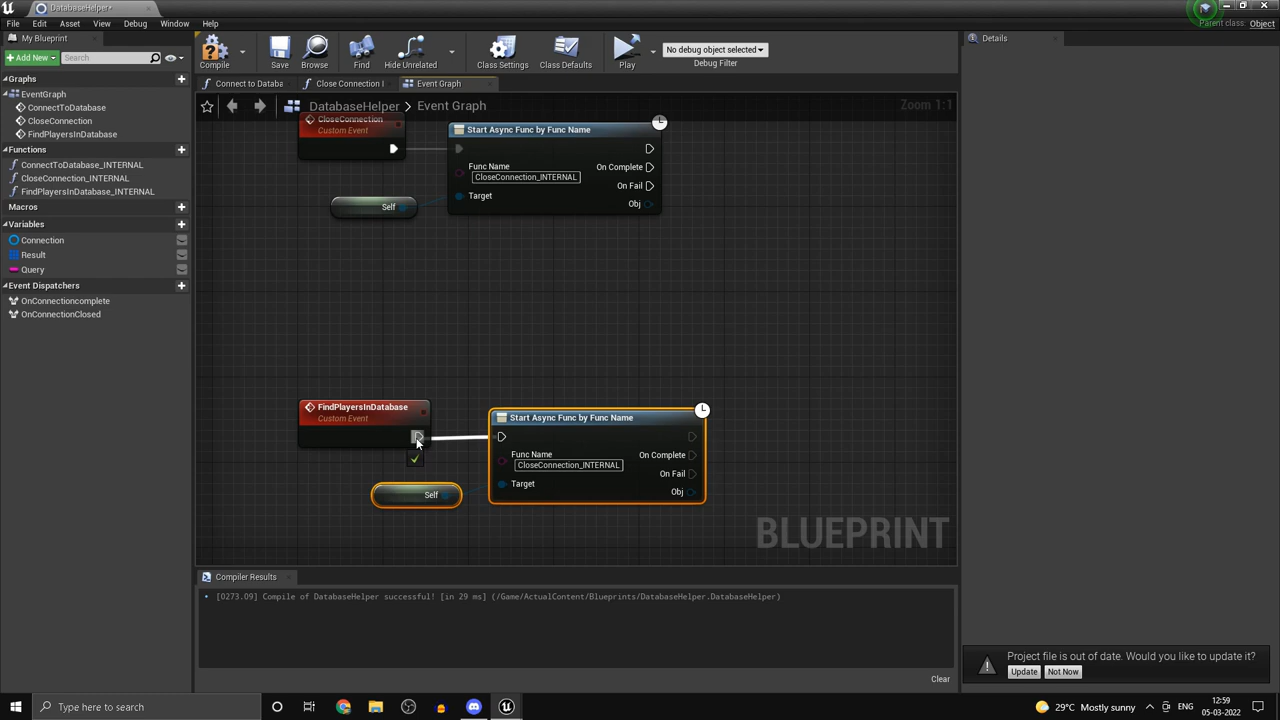 DatabaseHelper*
File Edit Asset View Debug Window Help
Parent class: Object
My Blueprint
Add New Search
Graphs
EventGraph
ConnectToDatabase
CloseConnection
FindPlayersInDatabase
Functions
ConnectToDatabase_INTERNAL
CloseConnection_INTERNAL
FindPlayersInDatabase_INTERNAL
Macros
Variables
Connection
Result
Query
Event Dispatchers
OnConnectioncomplete
OnConnectionClosed
Compile Save Browse Find Hide Unrelated Class Settings Class Defaults Play
No debug object selected
Debug Filter
Connect to Databa Close Connection I Event Graph
DatabaseHelper > Event Graph Zoom 1:1
CloseConnection
Custom Event
Start Async Func by Func Name
Func Name
CloseConnection_INTERNAL
Target
On Complete
On Fail
Obj
Self
FindPlayersInDatabase
Custom Event
Start Async Func by Func Name
Func Name
CloseConnection_INTERNAL
Target
On Complete
On Fail
Obj
Self
BLUEPRINT
Compiler Results
[0273.09] Compile of DatabaseHelper successful! [in 29 ms] (/Game/ActualContent/Blueprints/DatabaseHelper.DatabaseHelper)
Clear
Details
Project file is out of date. Would you like to update it?
Update Not Now
Type here to search
29°C Mostly sunny
ENG
12:59
05-03-2022